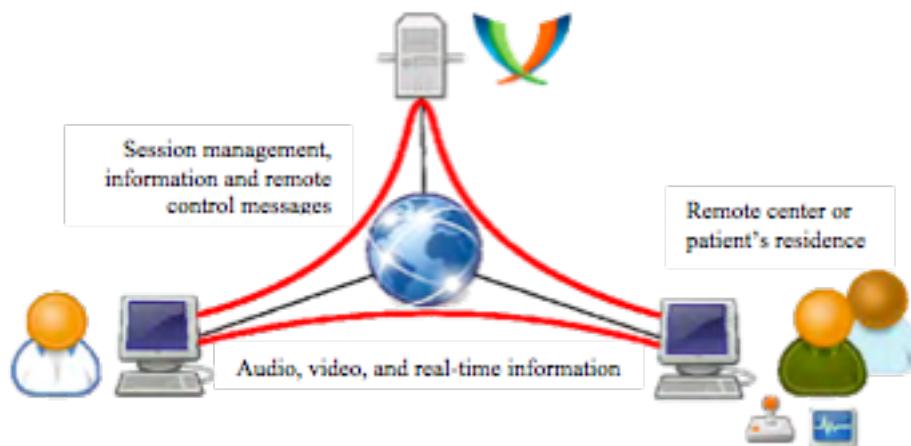 Session management,
information and remote
control messages
Remote center or
patient's residence
Audio, video, and real-time information